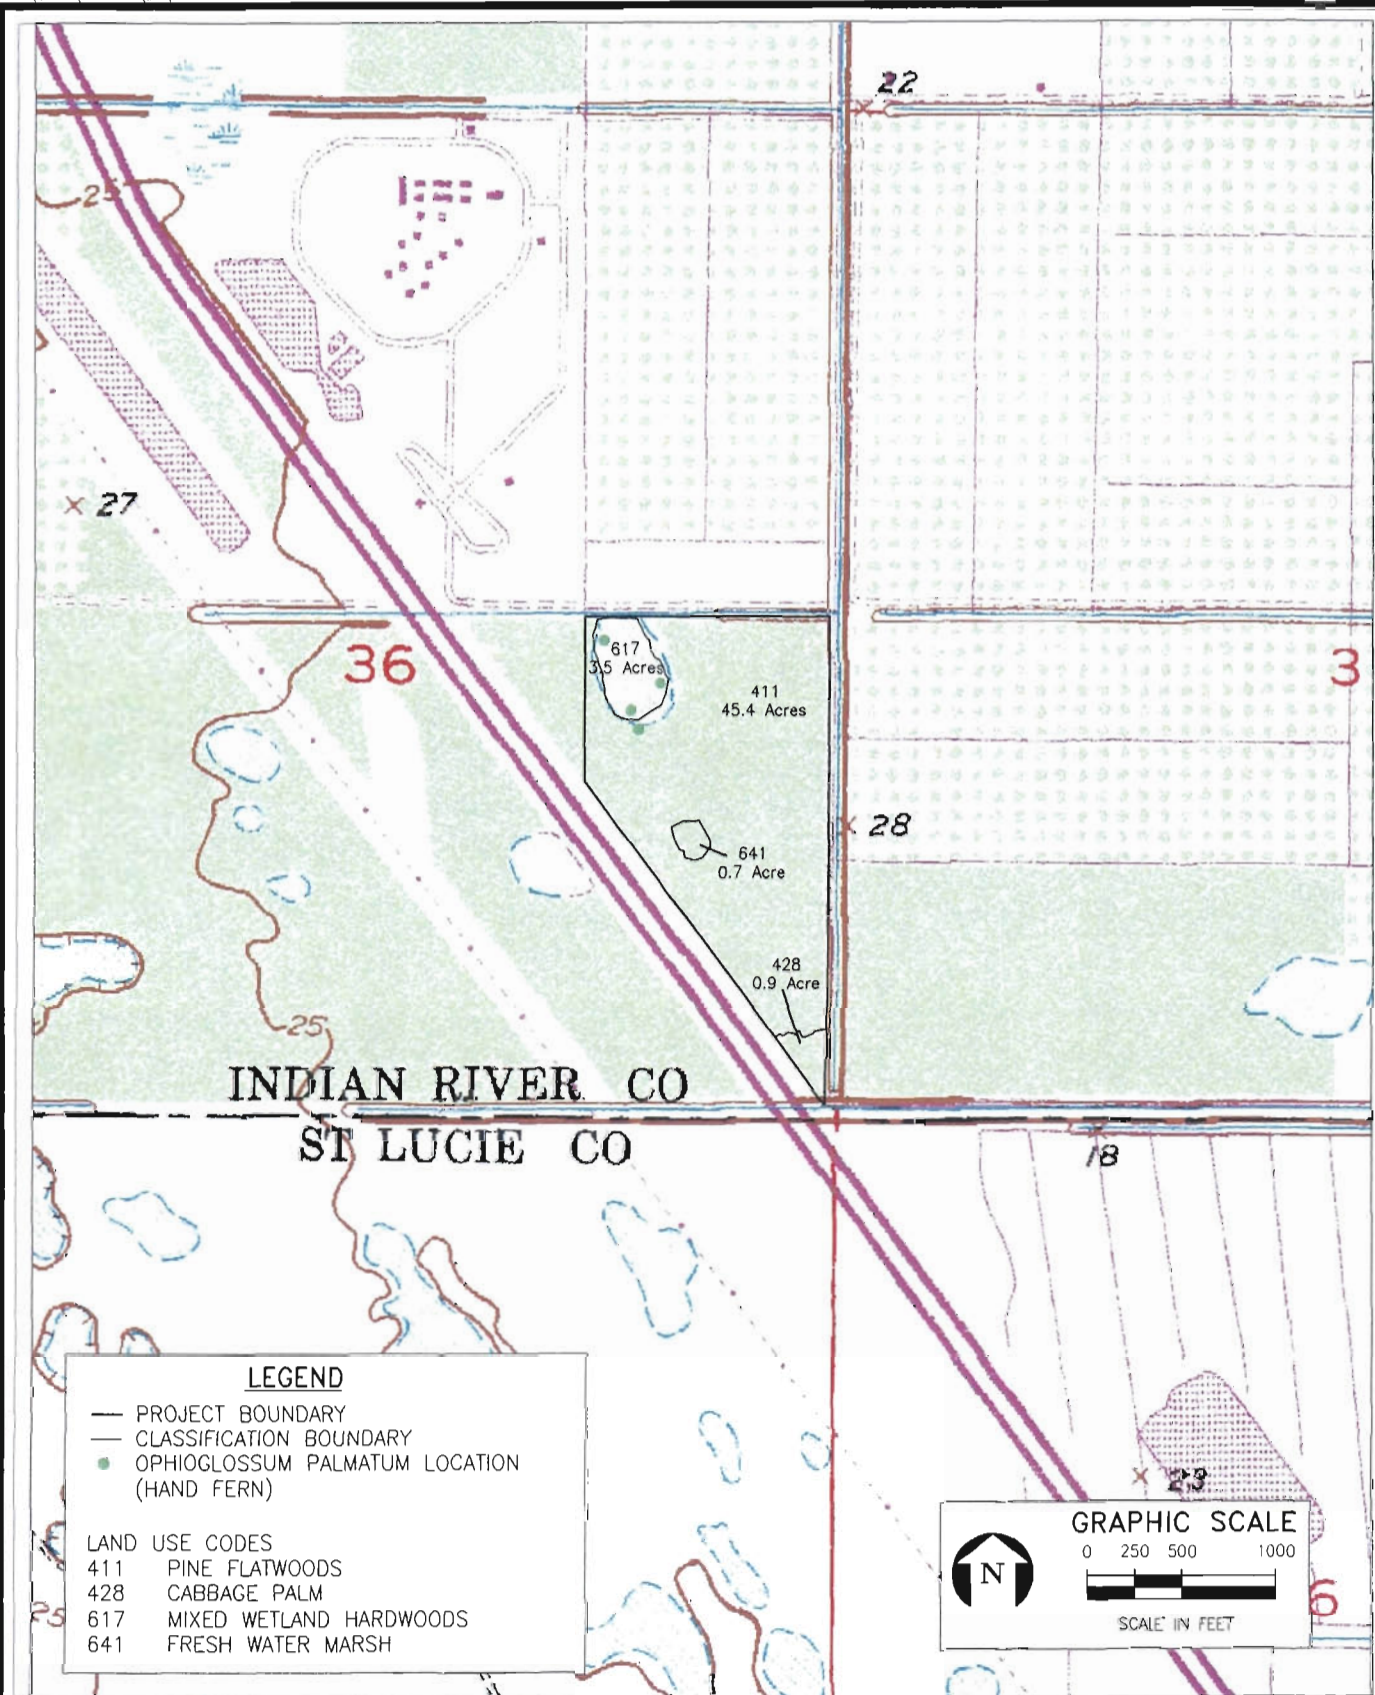 22
25
27
36
617
3.5 Acres
411
45.4 Acres
3
28
641
0.7 Acre
428
0.9 Acre
25
INDIAN RIVER CO
ST LUCIE CO
18
LEGEND
PROJECT BOUNDARY
CLASSIFICATION BOUNDARY
OPHIOGLOSSUM PALMATUM LOCATION
(HAND FERN)
LAND USE CODES
411 PINE FLATWOODS
428 CABBAGE PALM
617 MIXED WETLAND HARDWOODS
641 FRESH WATER MARSH
25
23
GRAPHIC SCALE
0 250 500 1000
N
SCALE IN FEET
6